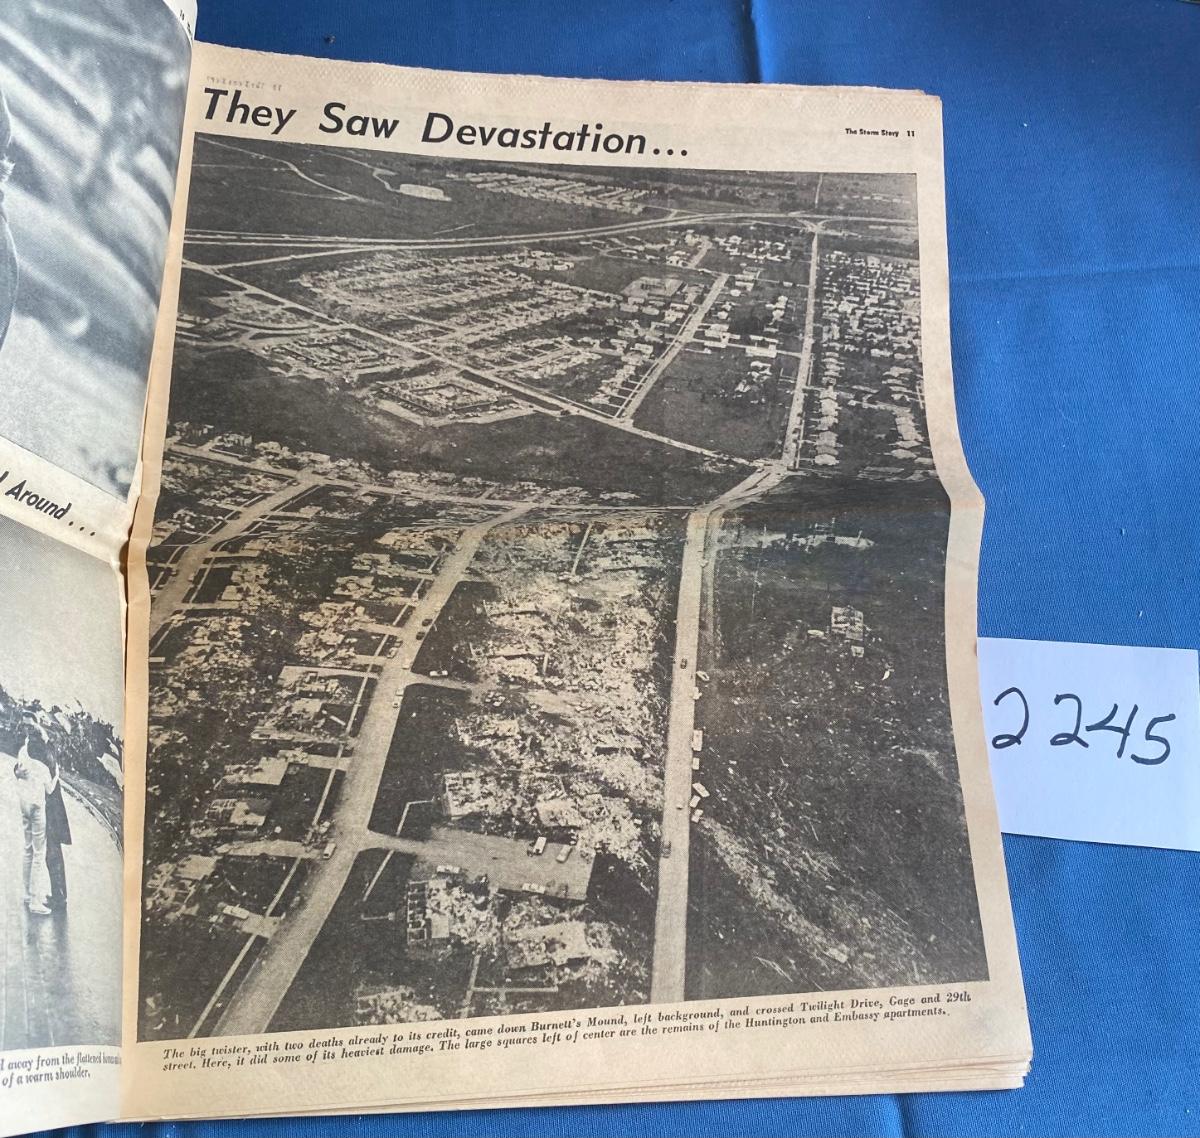 They Saw Devastation...
The Storm Story 11
Around...
The big twister, with two deaths already to its credit, came down Burnett's Mound, left background, and crossed Twilight Drive, Gage and 29th
street. Here, it did some of its heaviest damage. The large squares left of center are the remains of the Huntington and Embassy apartments.
away from the flattened
of a warm shoulder.
2245